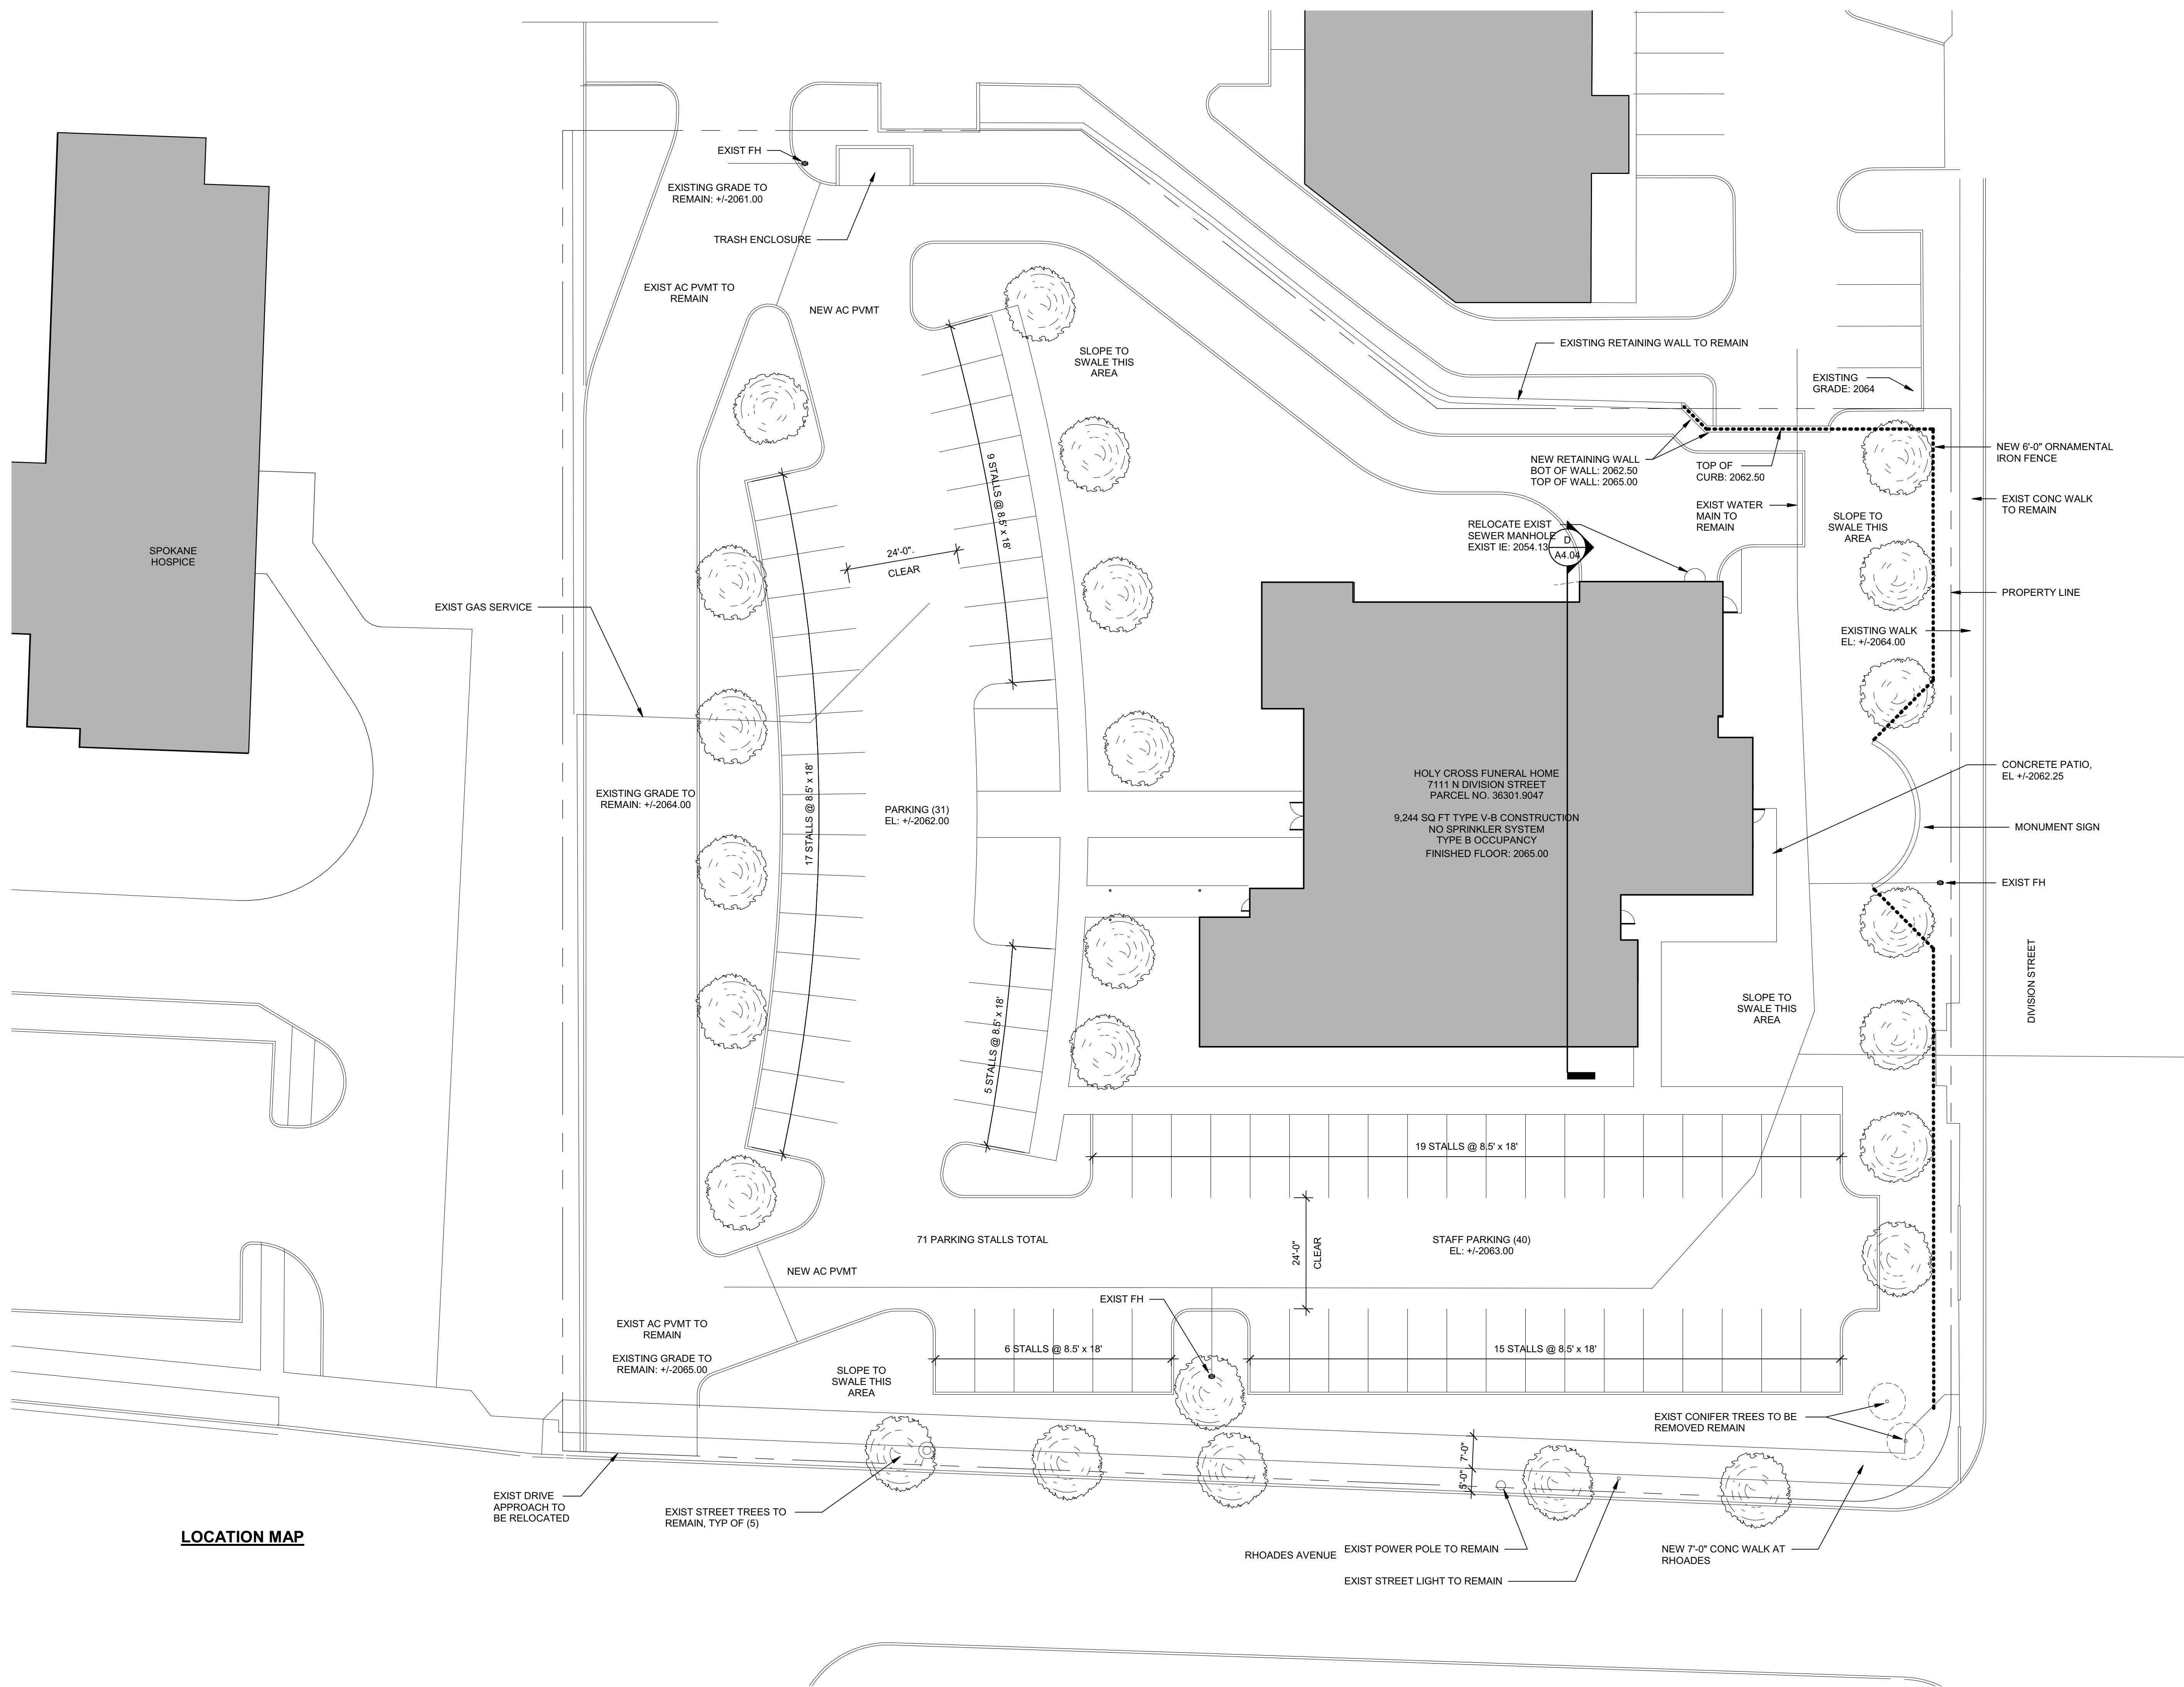 EXIST FH
EXISTING GRADE TO
REMAIN: +/-2061.00
TRASH ENCLOSURE
EXIST AC PVMT TO
REMAIN
NEW AC PVMT
SLOPE TO
SWALE THIS
AREA
EXISTING RETAINING WALL TO REMAIN
EXISTING
GRADE: 2064
NEW 6'-0" ORNAMENTAL
IRON FENCE
NEW RETAINING WALL
BOT OF WALL: 2062.50
TOP OF WALL: 2065.00
TOP OF
CURB: 2062.50
EXIST CONC WALK
TO REMAIN
EXIST WATER
MAIN TO
REMAIN
SLOPE TO
SWALE THIS
AREA
RELOCATE EXIST
SEWER MANHOLE
EXIST IE: 2054.13
D
A4.04
SPOKANE
HOSPICE
9 STALLS @ 8.5' x 18'
24'-0".
CLEAR
EXIST GAS SERVICE
PROPERTY LINE
EXISTING WALK
EL: +/-2064.00
CONCRETE PATIO,
EL +/-2062.25
EXISTING GRADE TO
REMAIN: +/-2064.00
17 STALLS @ 8.5' x 18'
PARKING (31)
EL: +/-2062.00
HOLY CROSS FUNERAL HOME
7111 N DIVISION STREET
PARCEL NO. 36301.9047
9,244 SQ FT TYPE V-B CONSTRUCTION
NO SPRINKLER SYSTEM
TYPE B OCCUPANCY
FINISHED FLOOR: 2065.00
MONUMENT SIGN
EXIST FH
DIVISION STREET
SLOPE TO
SWALE THIS
AREA
5 STALLS @ 8.5' x 18'
19 STALLS @ 8.5' x 18'
71 PARKING STALLS TOTAL
24'-0"
CLEAR
STAFF PARKING (40)
EL: +/-2063.00
NEW AC PVMT
EXIST FH
EXIST AC PVMT TO
REMAIN
EXISTING GRADE TO
REMAIN: +/-2065.00
SLOPE TO
SWALE THIS
AREA
6 STALLS @ 8.5' x 18'
15 STALLS @ 8.5' x 18'
EXIST CONIFER TREES TO BE
REMOVED REMAIN
7'-0"
5'-0"
EXIST DRIVE
APPROACH TO
BE RELOCATED
EXIST STREET TREES TO
REMAIN, TYP OF (5)
LOCATION MAP
RHOADES AVENUE
EXIST POWER POLE TO REMAIN
NEW 7'-0" CONC WALK AT
RHOADES
EXIST STREET LIGHT TO REMAIN